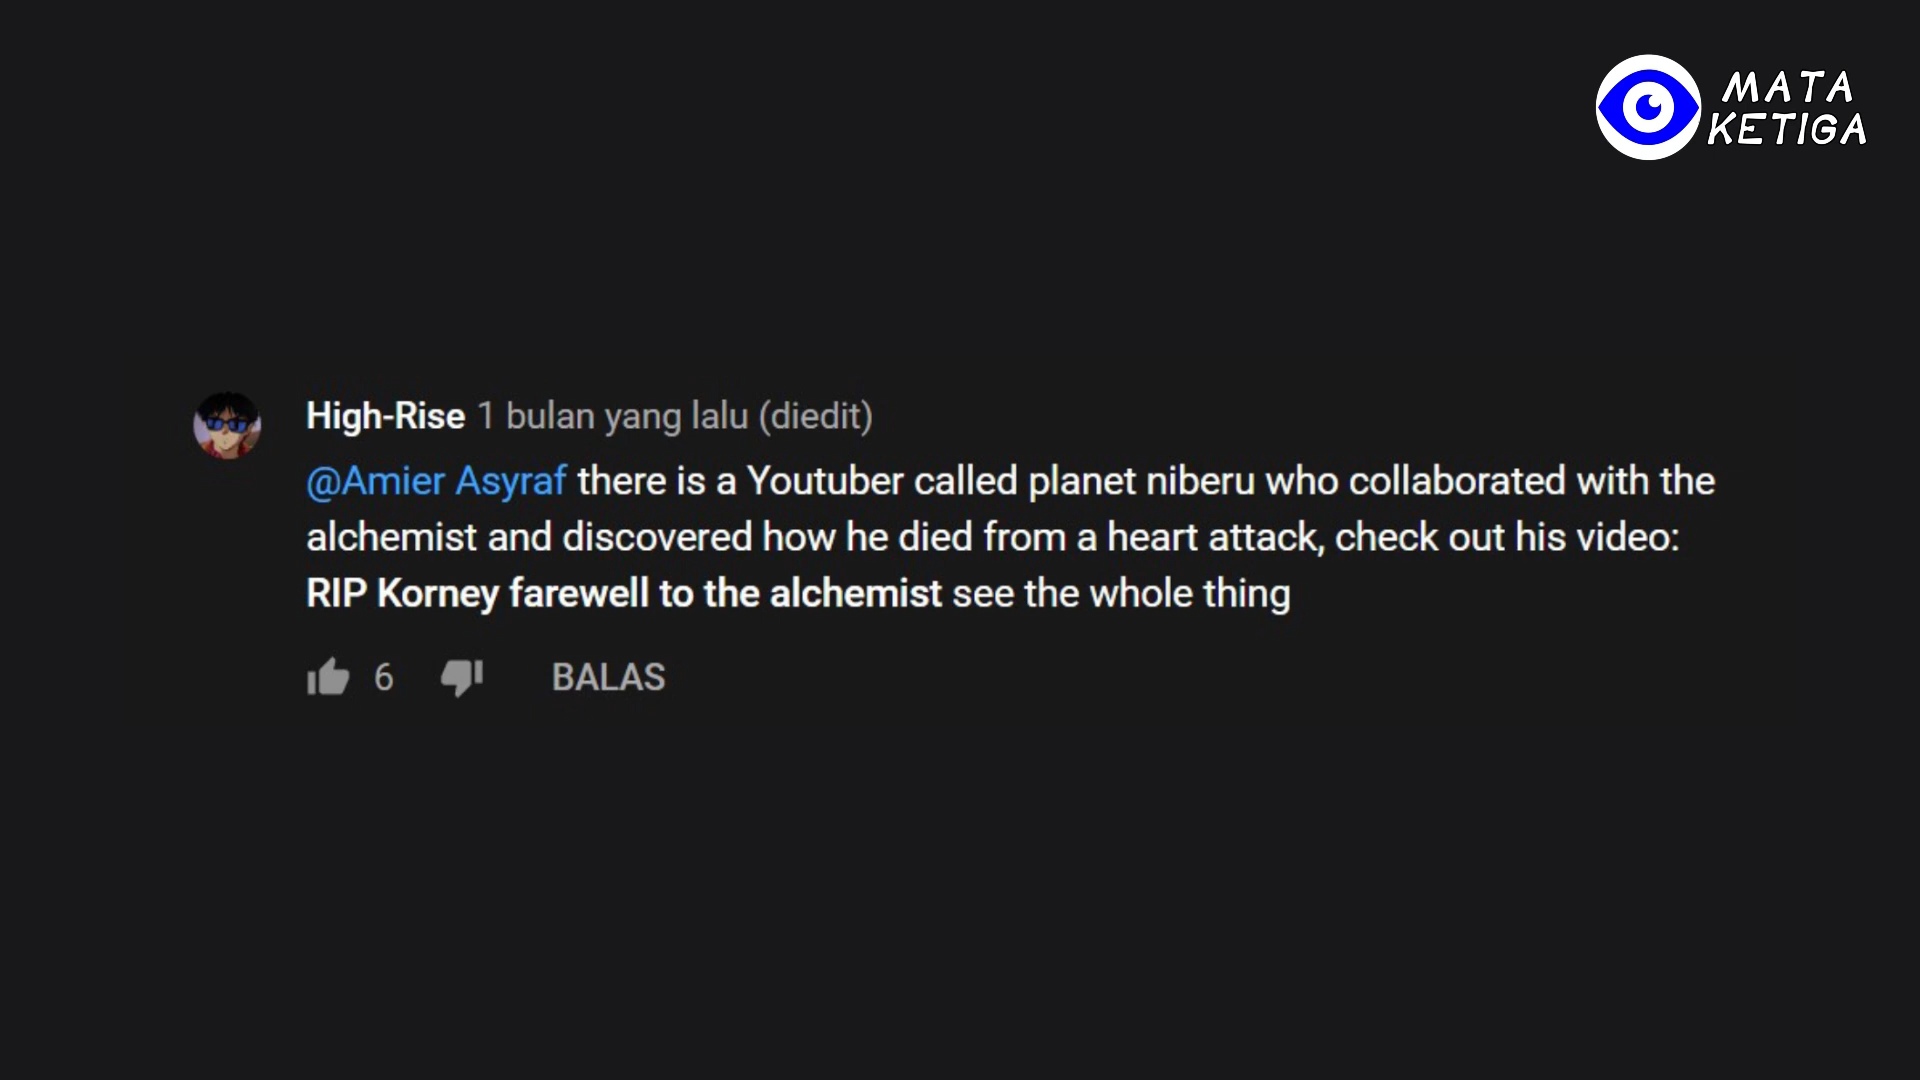 MATA
KETIGA
High-Rise 1 bulan yang lalu (diedit)
@Amier Asyraf there is a Youtuber called planet niberu who collaborated with the
alchemist and discovered how he died from a heart attack, check out his video:
RIP Korney farewell to the alchemist see the whole thing
6 BALAS